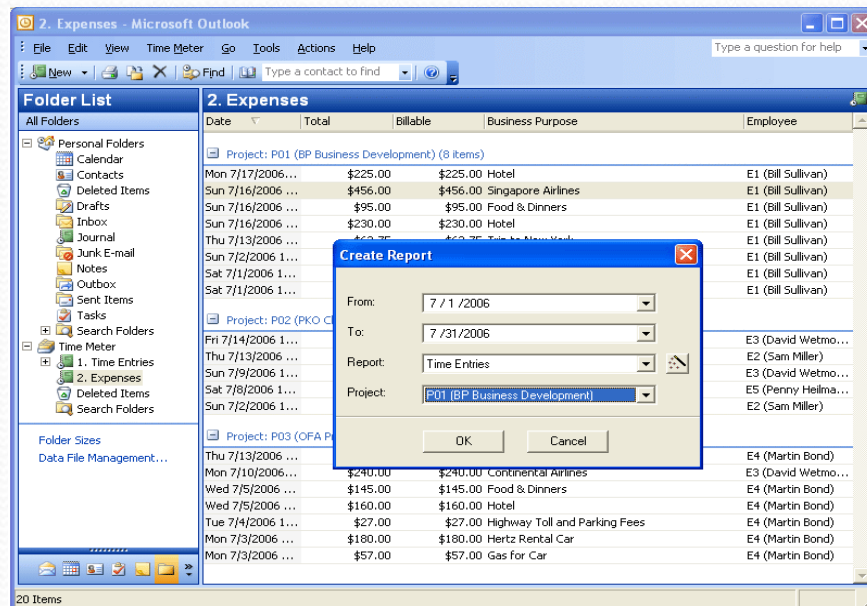 2. Expenses - Microsoft Outlook
File Edit View Time Meter Go Tools Actions Help Type a question for help
New Find Type a contact to find
Folder List
All Folders
Personal Folders
Calendar
Contacts
Deleted Items
Drafts
Inbox
Journal
Junk E-mail
Notes
Outbox
Sent Items
Tasks
Search Folders
Time Meter
1. Time Entries
2. Expenses
Deleted Items
Search Folders
Folder Sizes
Data File Management...
2. Expenses
Date Total Billable Business Purpose Employee
Project: P01 (BP Business Development) (8 items)
Mon 7/17/2006... $225.00 $225.00 Hotel E1 (Bill Sullivan)
Sun 7/16/2006 ... $456.00 $456.00 Singapore Airlines E1 (Bill Sullivan)
Sun 7/16/2006 ... $95.00 $95.00 Food & Dinners E1 (Bill Sullivan)
Sun 7/16/2006 ... $230.00 $230.00 Hotel E1 (Bill Sullivan)
Thu 7/13/2006 ... $63.75 $63.75 Trip to New York E1 (Bill Sullivan)
Sun 7/2/2006 1... E1 (Bill Sullivan)
Sat 7/1/2006 1... E1 (Bill Sullivan)
Sat 7/1/2006 1... E1 (Bill Sullivan)
Project: P02 (PKO
Fri 7/14/2006 1... E3 (David Wetmo...
Thu 7/13/2006 ... E2 (Sam Miller)
Sun 7/9/2006 1... E3 (David Wetmo...
Sat 7/8/2006 1... E5 (Penny Heilma...
Sun 7/2/2006 1... E2 (Sam Miller)
Project: P03 (OFA
Thu 7/13/2006 ... E4 (Martin Bond)
Mon 7/10/2006... $240.00 $240.00 Continental Airlines E3 (David Wetmo...
Wed 7/5/2006 ... $145.00 $145.00 Food & Dinners E4 (Martin Bond)
Wed 7/5/2006 ... $160.00 $160.00 Hotel E4 (Martin Bond)
Tue 7/4/2006 1... $27.00 $27.00 Highway Toll and Parking Fees E4 (Martin Bond)
Mon 7/3/2006 ... $180.00 $180.00 Hertz Rental Car E4 (Martin Bond)
Mon 7/3/2006 ... $57.00 $57.00 Gas for Car E4 (Martin Bond)
Create Report
From: 7 / 1 /2006
To: 7 /31/2006
Report: Time Entries
Project: P01 (BP Business Development)
OK Cancel
20 Items